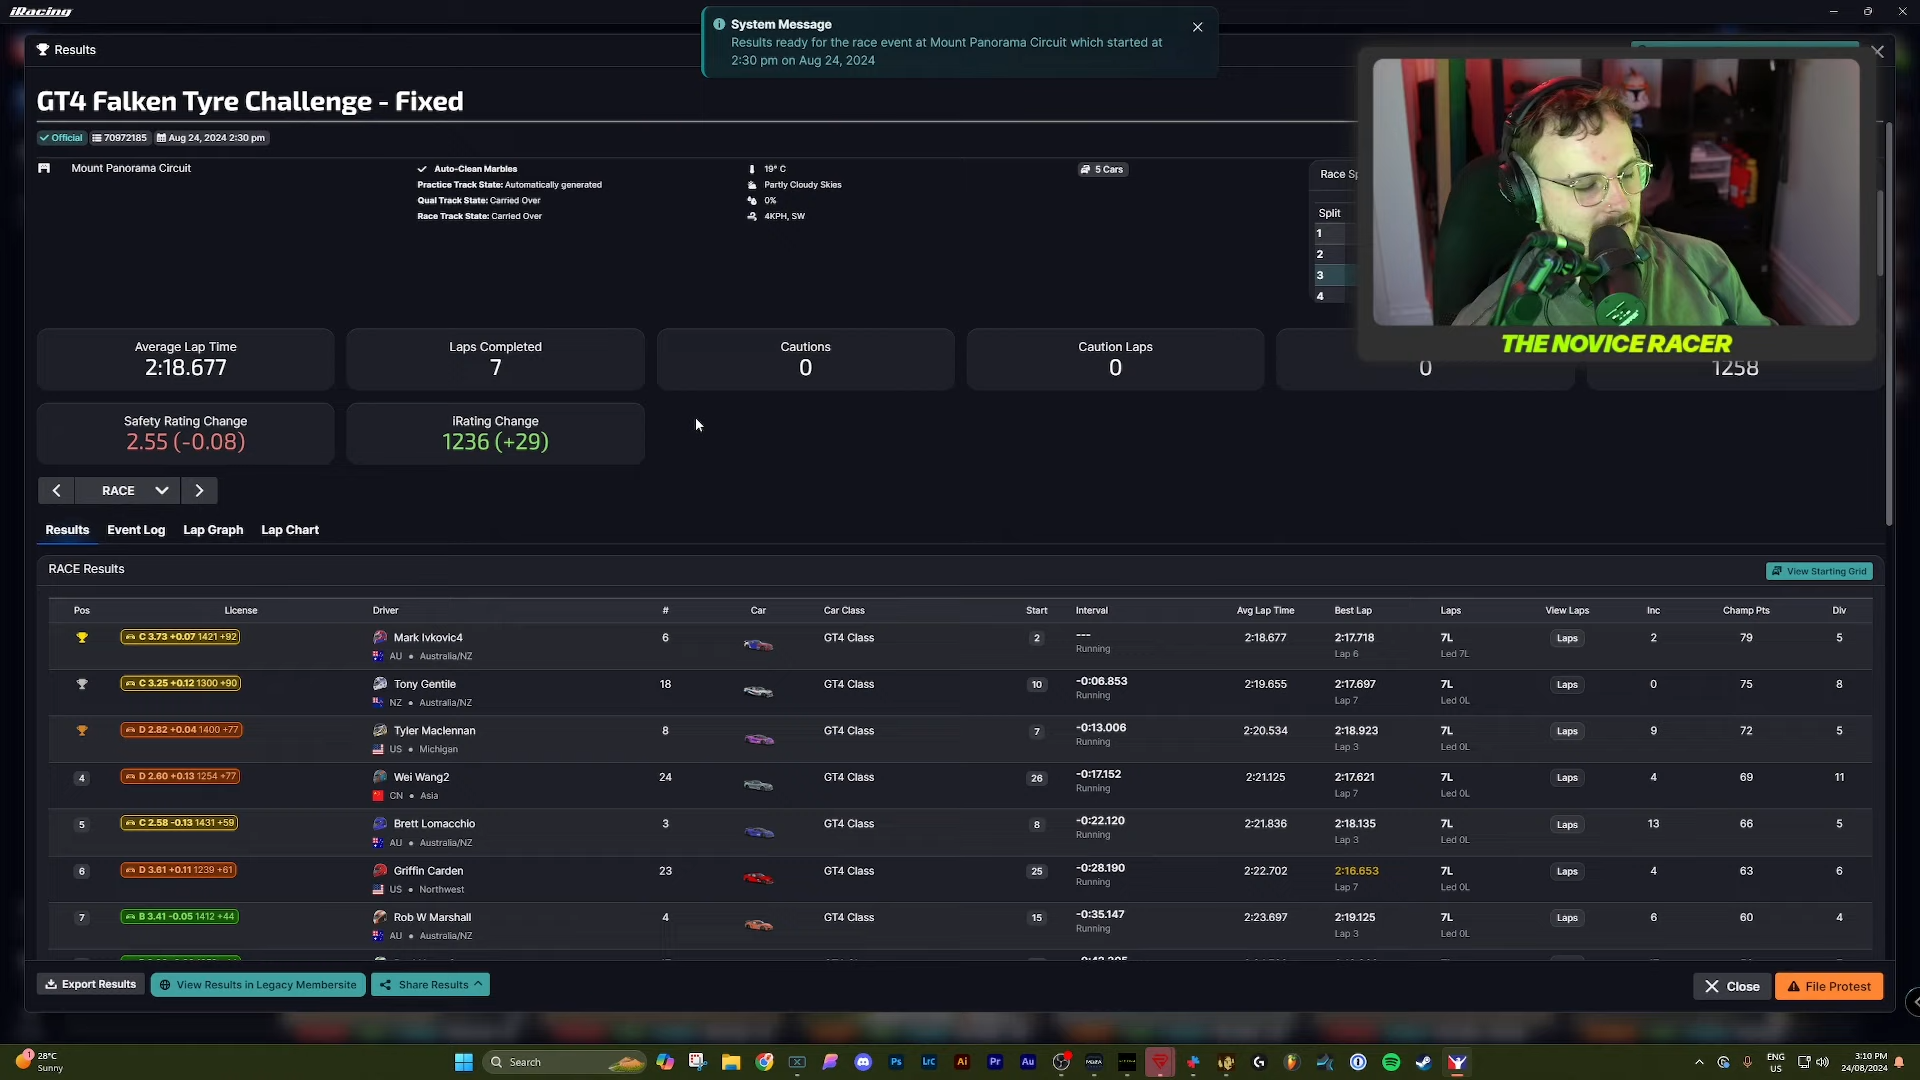 iRacing
Results
System Message
Results ready for the race event at Mount Panorama Circuit which started at
2:30 pm on Aug 24, 2024
GT4 Falken Tyre Challenge - Fixed
Official 70972185 Aug 24, 2024 2:30 pm
Mount Panorama Circuit
Auto-Clean Marbles
Practice Track State: Automatically generated
Qual Track State: Carried Over
Race Track State: Carried Over
19° C
Partly Cloudy Skies
0%
4KPH, SW
5 Cars
Race Sp
Split
1
2
3
4
THE NOVICE RACER
Average Lap Time
2:18.677
Laps Completed
7
Cautions
0
Caution Laps
0
0
1258
Safety Rating Change
2.55 (-0.08)
iRating Change
1236 (+29)
RACE
Results Event Log Lap Graph Lap Chart
RACE Results
View Starting Grid
Pos License Driver # Car Car Class Start Interval Avg Lap Time Best Lap Laps View Laps Inc Champ Pts Div
C 3.73 +0.07 1421 +92 Mark Ivkovic4 6 GT4 Class 2 --- 2:18.677 2:17.718 7L Laps 2 79 5
AU • Australia/NZ Running Lap 6 Led 7L
C 3.25 +0.12 1300 +90 Tony Gentile 18 GT4 Class 10 -0:06.853 2:19.655 2:17.697 7L Laps 0 75 8
NZ • Australia/NZ Running Lap 7 Led 0L
D 2.82 +0.04 1400 +77 Tyler Maclennan 8 GT4 Class 7 -0:13.006 2:20.534 2:18.923 7L Laps 9 72 5
US • Michigan Running Lap 3 Led 0L
4 D 2.60 +0.13 1254 +77 Wei Wang2 24 GT4 Class 26 -0:17.152 2:21.125 2:17.621 7L Laps 4 69 11
CN • Asia Running Lap 7 Led 0L
5 C 2.58 -0.13 1431 +59 Brett Lomacchio 3 GT4 Class 8 -0:22.120 2:21.836 2:18.135 7L Laps 13 66 5
AU • Australia/NZ Running Lap 3 Led 0L
6 D 3.61 +0.11 1239 +61 Griffin Carden 23 GT4 Class 25 -0:28.190 2:22.702 2:16.653 7L Laps 4 63 6
US • Northwest Running Lap 7 Led 0L
7 B 3.41 -0.05 1412 +44 Rob W Marshall 4 GT4 Class 15 -0:35.147 2:23.697 2:19.125 7L Laps 6 60 4
AU • Australia/NZ Running Lap 3 Led 0L
Export Results View Results in Legacy Membersite Share Results Close File Protest
28°C
Sunny
Search
Ps LrC Ai Pr Au
ENG
US
3:10 PM
24/08/2024